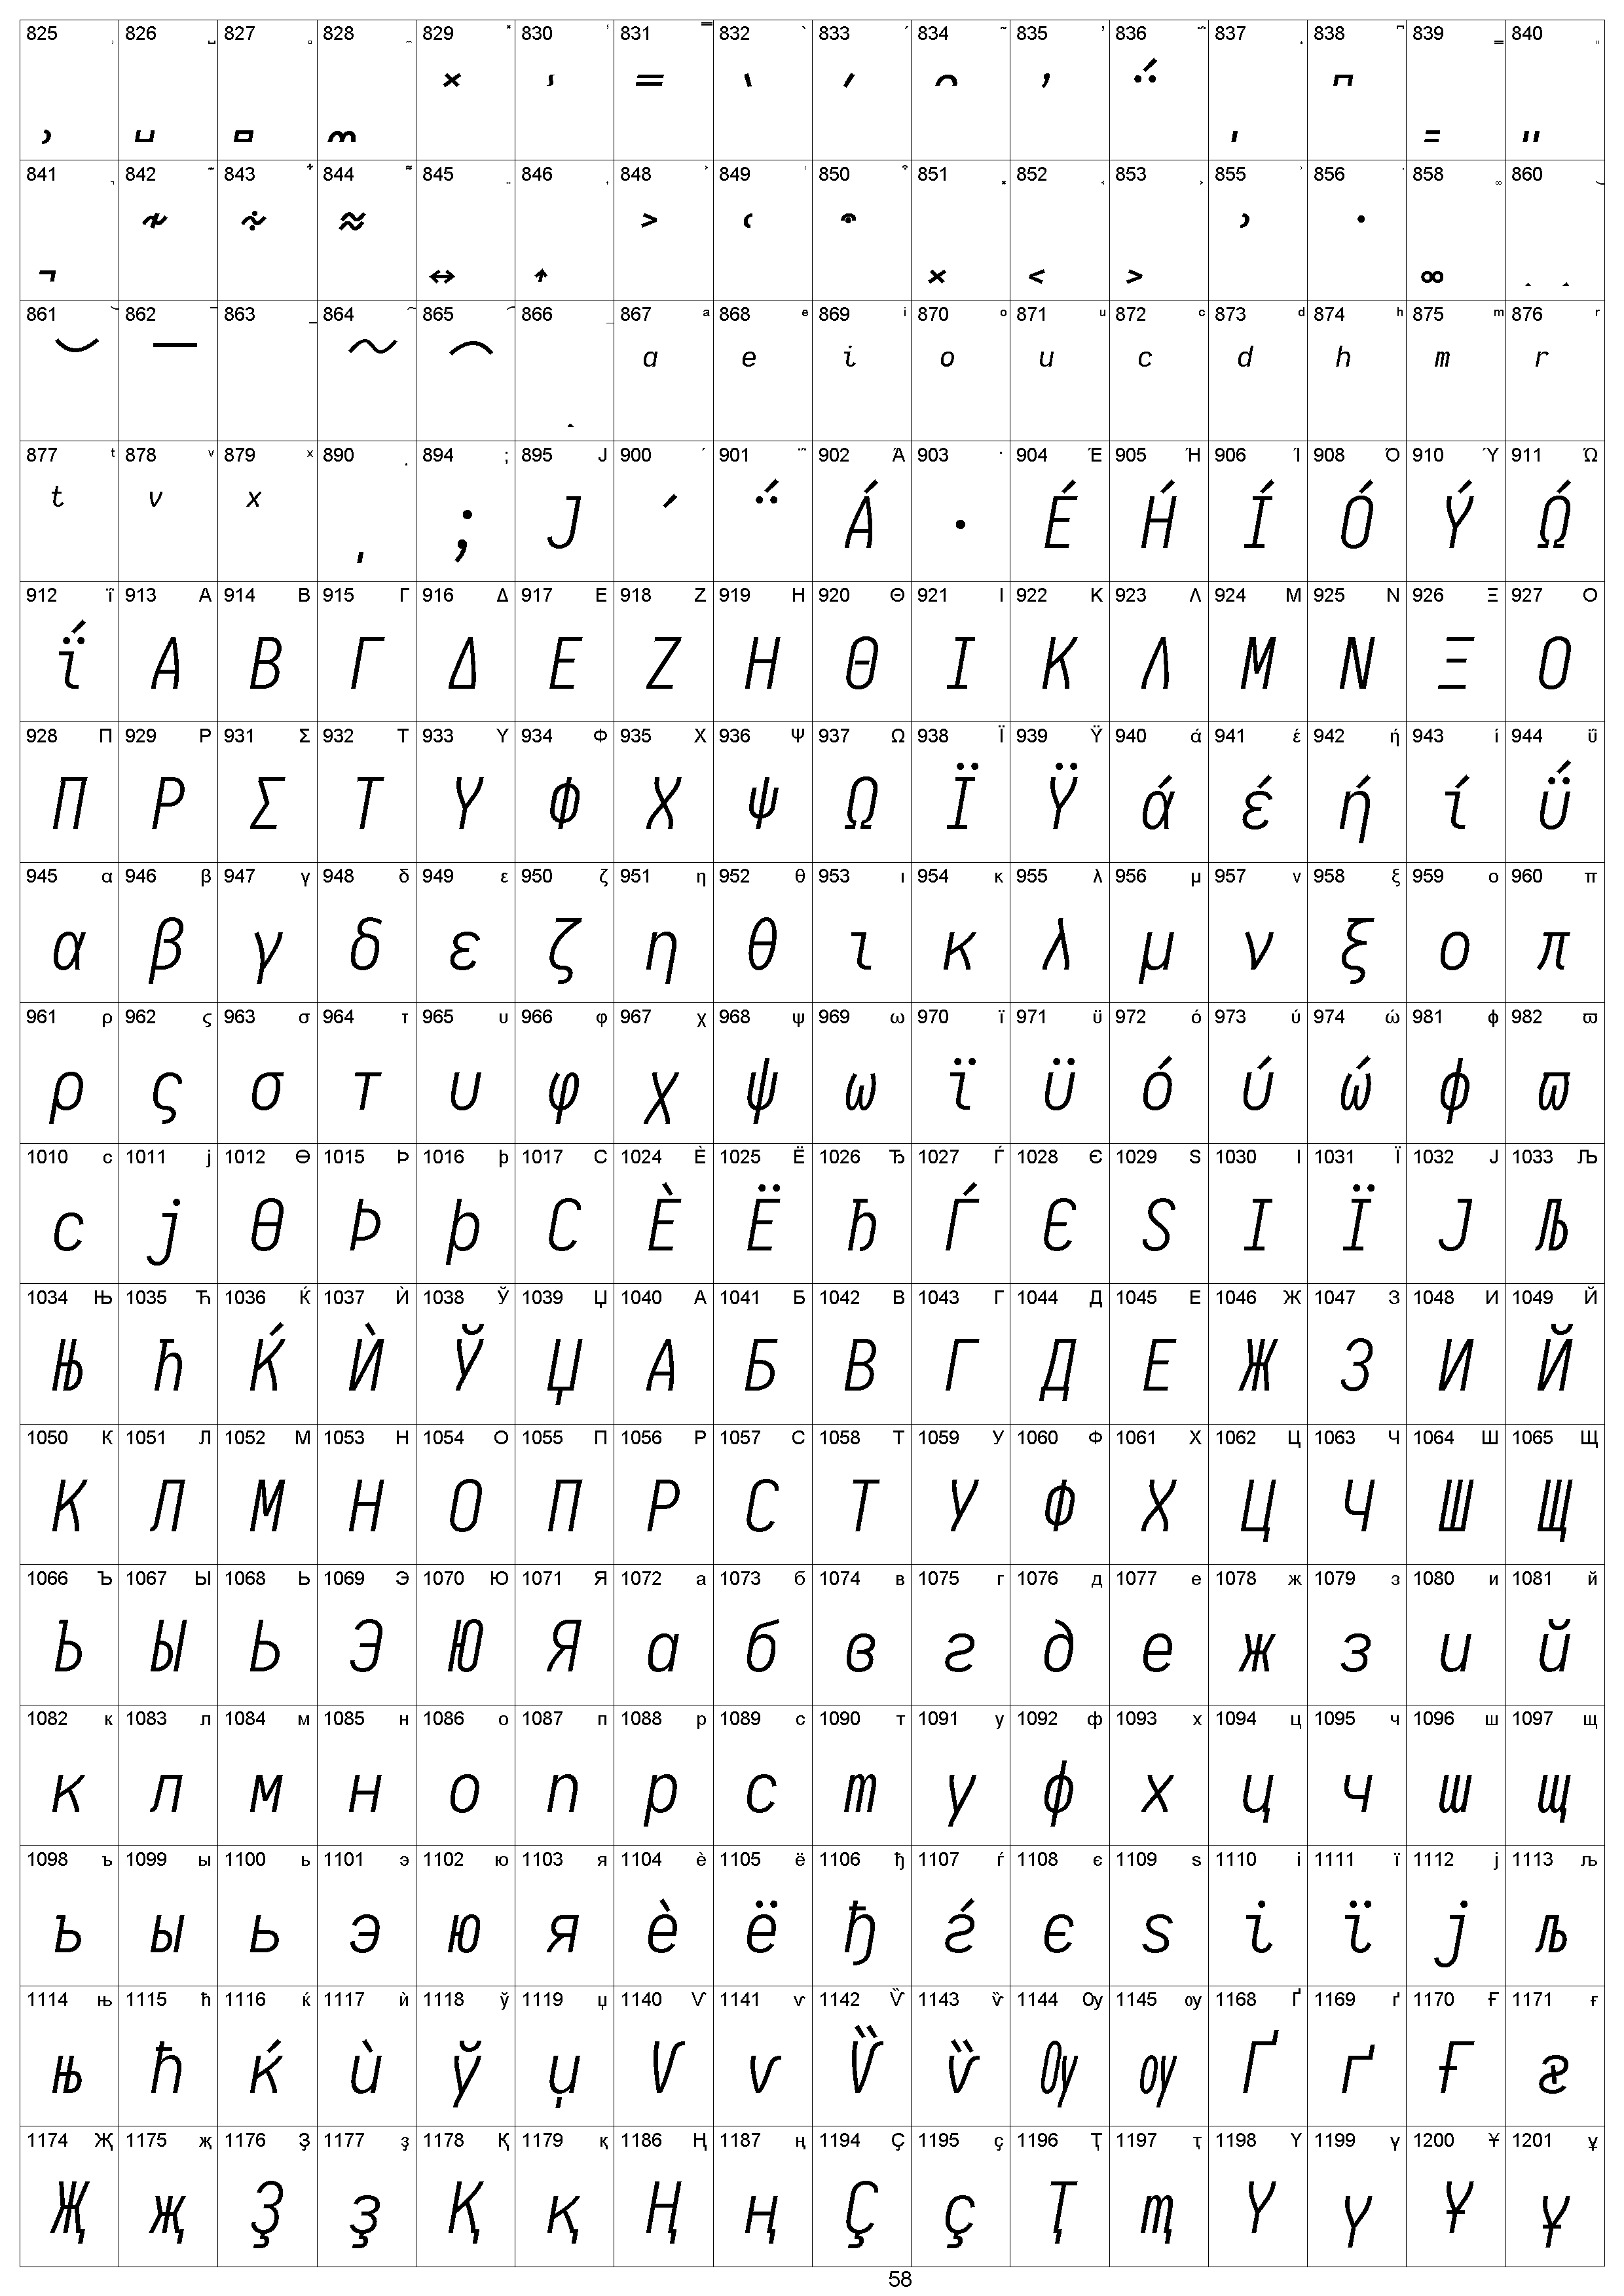 825 826 827 828 829 830 831 832 833 834 835 836 837 838 839 840
841 842 843 844 845 846 848 849 850 851 852 853 855 856 858 860
861 862 863 864 865 866 867 a 868 e 869 i 870 o 871 u 872 c 873 d 874 h 875 m 876 r
a e i o u c d h m r
877 t 878 v 879 x 890 ͺ 894 ; 895 Ϳ 900 ΄ 901 ΅ 902 Ά 903 · 904 Έ 905 Ή 906 Ί 908 Ό 910 Ύ 911 Ώ
t v x ͺ ; Ϳ ΄ ΅ Ά · Έ Ή Ί Ό Ύ Ώ
912 ΐ 913 Α 914 Β 915 Γ 916 Δ 917 Ε 918 Ζ 919 Η 920 Θ 921 Ι 922 Κ 923 Λ 924 Μ 925 Ν 926 Ξ 927 Ο
ΐ Α Β Γ Δ Ε Ζ Η Θ Ι Κ Λ Μ Ν Ξ Ο
928 Π 929 Ρ 931 Σ 932 Τ 933 Υ 934 Φ 935 Χ 936 Ψ 937 Ω 938 Ϊ 939 Ϋ 940 ά 941 έ 942 ή 943 ί 944 ΰ
Π Ρ Σ Τ Υ Φ Χ Ψ Ω Ϊ Ϋ ά έ ή ί ΰ
945 α 946 β 947 γ 948 δ 949 ε 950 ζ 951 η 952 θ 953 ι 954 κ 955 λ 956 μ 957 ν 958 ξ 959 ο 960 π
α β γ δ ε ζ η θ ι κ λ μ ν ξ ο π
961 ρ 962 ς 963 σ 964 τ 965 υ 966 φ 967 χ 968 ψ 969 ω 970 ϊ 971 ϋ 972 ό 973 ύ 974 ώ 981 ϕ 982 ϖ
ρ ς σ τ υ φ χ ψ ω ϊ ϋ ό ύ ώ ϕ ϖ
1010 ϲ 1011 ϳ 1012 ϴ 1015 Ϸ 1016 ϸ 1017 Ϲ 1024 Ѐ 1025 Ё 1026 Ђ 1027 Ѓ 1028 Є 1029 Ѕ 1030 І 1031 Ї 1032 Ј 1033 Љ
ϲ ϳ ϴ Ϸ ϸ Ϲ Ѐ Ё Ђ Ѓ Є Ѕ І Ї Ј Љ
1034 Њ 1035 Ћ 1036 Ќ 1037 Ѝ 1038 Ў 1039 Џ 1040 А 1041 Б 1042 В 1043 Г 1044 Д 1045 Е 1046 Ж 1047 З 1048 И 1049 Й
Њ Ћ Ќ Ѝ Ў Џ А Б В Г Д Е Ж З И Й
1050 К 1051 Л 1052 М 1053 Н 1054 О 1055 П 1056 Р 1057 С 1058 Т 1059 У 1060 Ф 1061 Х 1062 Ц 1063 Ч 1064 Ш 1065 Щ
К Л М Н О П Р С Т У Ф Х Ц Ч Ш Щ
1066 Ъ 1067 Ы 1068 Ь 1069 Э 1070 Ю 1071 Я 1072 а 1073 б 1074 в 1075 г 1076 д 1077 е 1078 ж 1079 з 1080 и 1081 й
Ъ Ы Ь Э Ю Я а б в г д е ж з и й
1082 к 1083 л 1084 м 1085 н 1086 о 1087 п 1088 р 1089 с 1090 т 1091 у 1092 ф 1093 х 1094 ц 1095 ч 1096 ш 1097 щ
к л м н о п р с т у ф х ц ч ш щ
1098 ъ 1099 ы 1100 ь 1101 э 1102 ю 1103 я 1104 ѐ 1105 ё 1106 ђ 1107 ѓ 1108 є 1109 ѕ 1110 і 1111 ї 1112 ј 1113 љ
ъ ы ь э ю я ѐ ё ђ ѓ є ѕ і ї ј љ
1114 њ 1115 ћ 1116 ќ 1117 ѝ 1118 ў 1119 џ 1140 Ѵ 1141 ѵ 1142 Ѷ 1143 ѷ 1144 Ѹ 1145 ѹ 1168 Ґ 1169 ґ 1170 Ғ 1171 ғ
њ ћ ќ ѝ ў џ Ѵ ѵ Ѷ ѷ Ѹ ѹ Ґ ґ Ғ ғ
1174 Җ 1175 җ 1176 Ҙ 1177 ҙ 1178 Қ 1179 қ 1186 Ң 1187 ң 1194 Ҫ 1195 ҫ 1196 Ҭ 1197 ҭ 1198 Ү 1199 ү 1200 Ұ 1201 ұ
Җ җ Ҙ ҙ Қ қ Ң ң Ҫ ҫ Ҭ ҭ Ү ү Ұ ұ
58